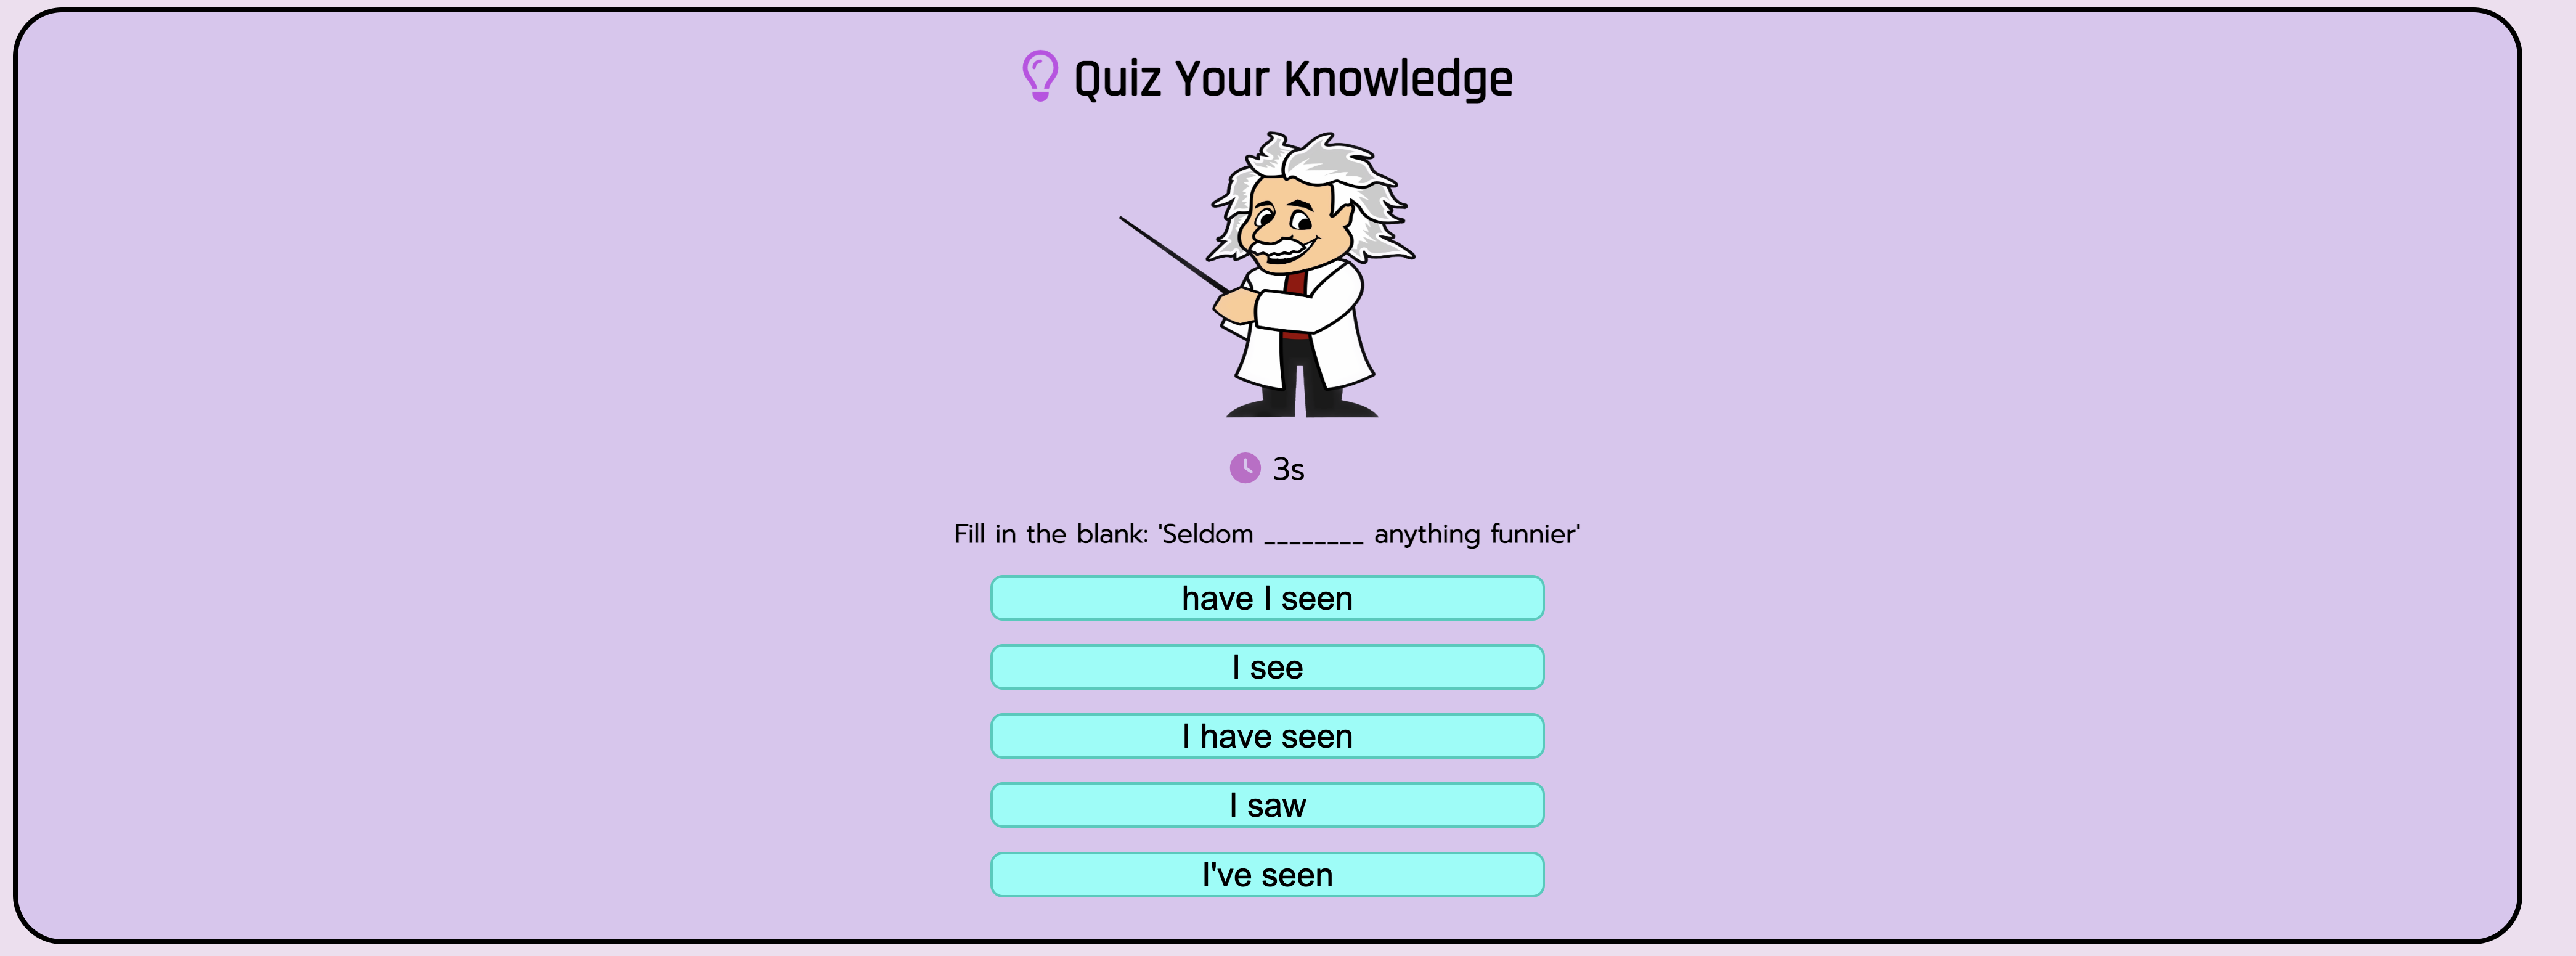 Quiz Your Knowledge
3s
Fill in the blank: 'Seldom ________ anything funnier'
have I seen
I see
I have seen
I saw
I've seen